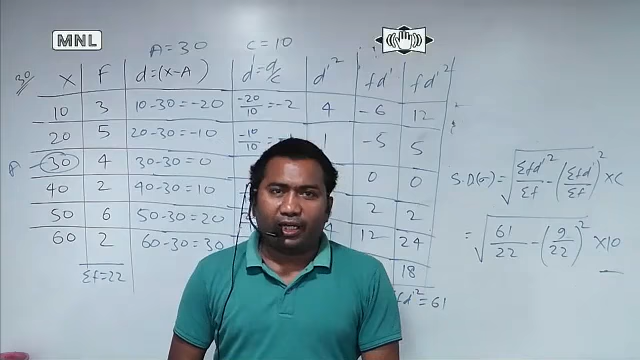 MNL
A = 30 C = 10
30 X F d = (X-A) d' = d/c d'² fd' fd'²
10 3 10-30 = -20 -20/10 = -2 4 -6 12
20 5 20-30 = -10 -10/10 = 1 -5 5
A 30 4 30-30 = 0 0 0
40 2 40-30 = 10 2 2
50 6 50-30 = 20 4 12 24
60 2 60-30 = 30 18
Σf = 22 fd'² = 61
S.D(σ) = √(Σfd'²/Σf - (Σfd'/Σf)²) × C
= √(61/22 - (9/22)²) × 10